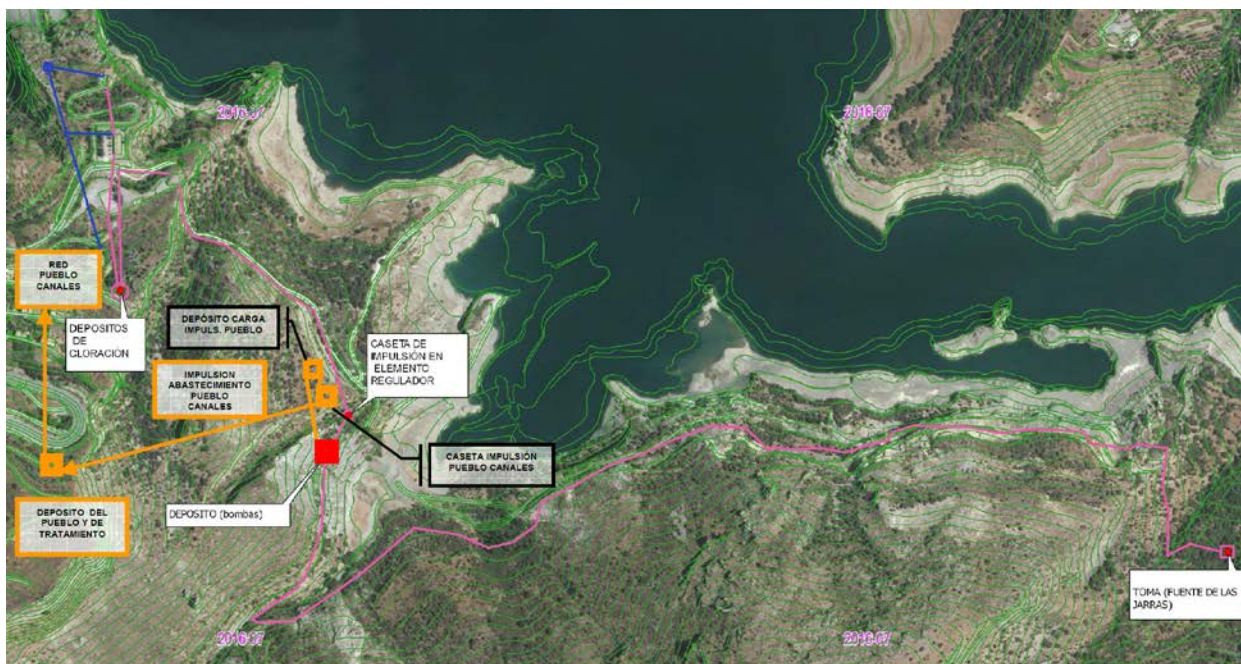 2016-07
2016-07
RED
PUEBLO
CANALES
DEPOSITOS
DE
CLORACIÓN
DEPÓSITO CARGA
IMPULS. PUEBLO
CASETA DE
IMPULSIÓN EN
ELEMENTO
REGULADOR
IMPULSION
ABASTECIMIENTO
PUEBLO
CANALES
CASETA IMPULSIÓN
PUEBLO CANALES
DEPOSITO (bombas)
DEPOSITO DEL
PUEBLO Y DE
TRATAMIENTO
TOMA (FUENTE DE LAS
JARRAS)
2016-07
2016-07